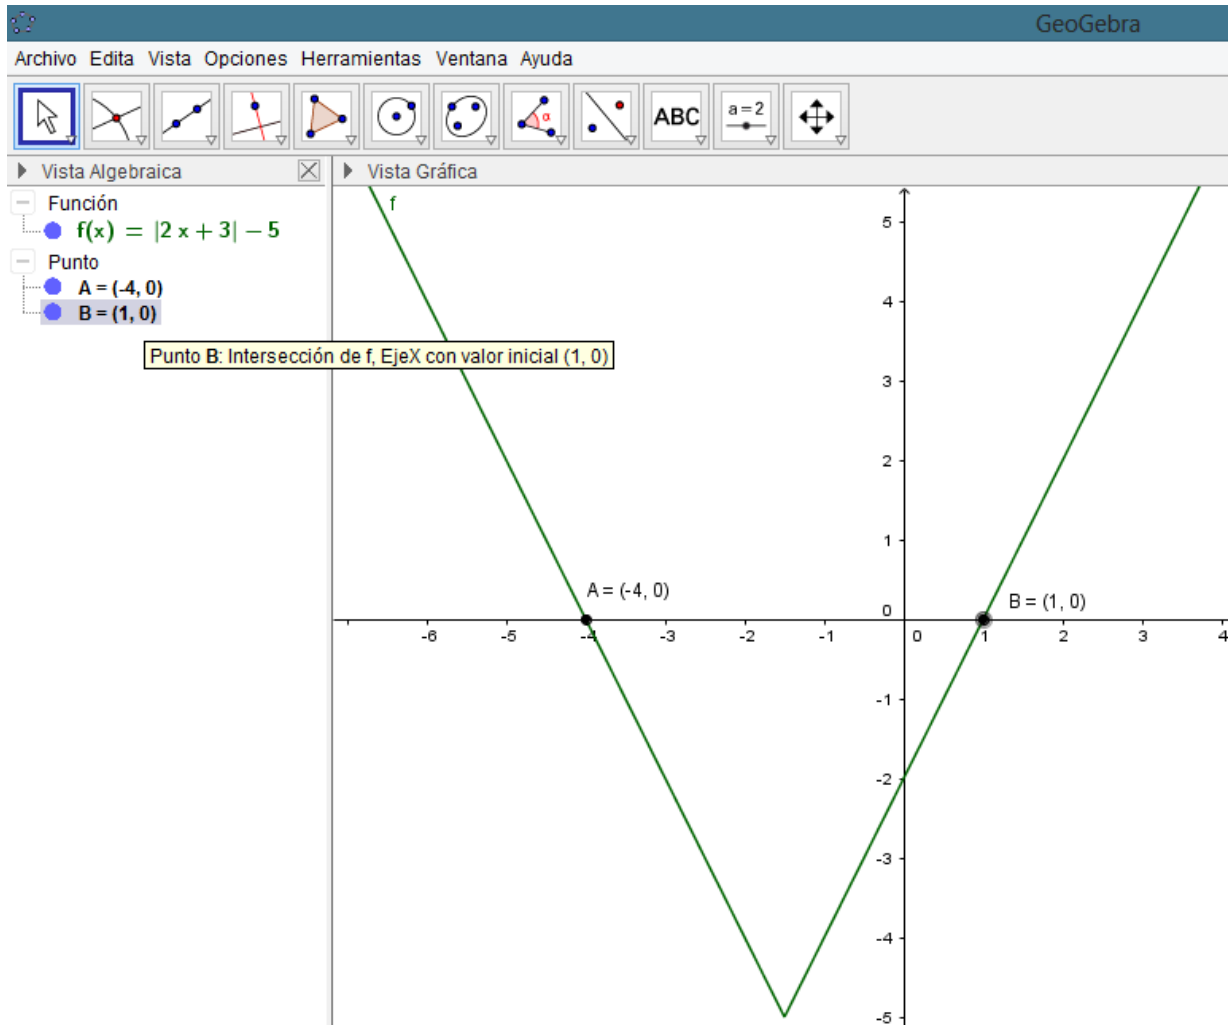 GeoGebra
Archivo Edita Vista Opciones Herramientas Ventana Ayuda
ABC
a=2
α
Vista Algebraica
Vista Gráfica
Función
f(x) = |2 x + 3| − 5
Punto
A = (-4, 0)
B = (1, 0)
Punto B: Intersección de f, EjeX con valor inicial (1, 0)
f
5
4
3
2
1
0
A = (-4, 0)
B = (1, 0)
-6 -5 -4 -3 -2 -1 0 1 2 3 4
-1
-2
-3
-4
-5